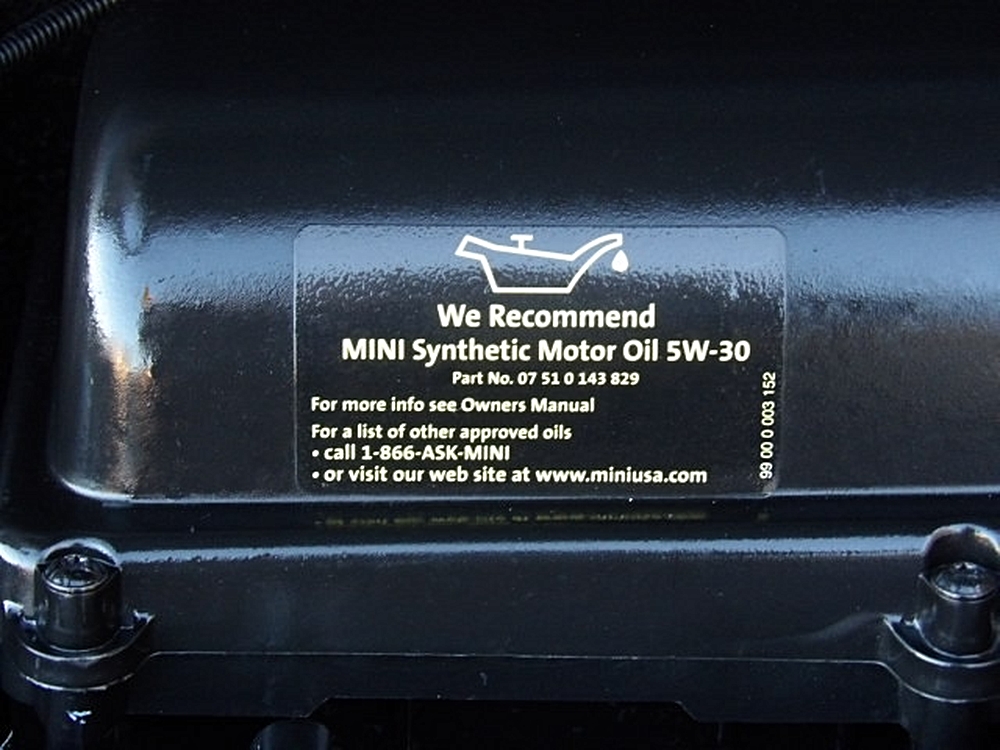 We Recommend
MINI Synthetic Motor Oil 5W-30
Part No. 07 51 0 143 829
For more info see Owners Manual
For a list of other approved oils
• call 1-866-ASK-MINI
• or visit our web site at www.miniusa.com
99 00 0 003 152